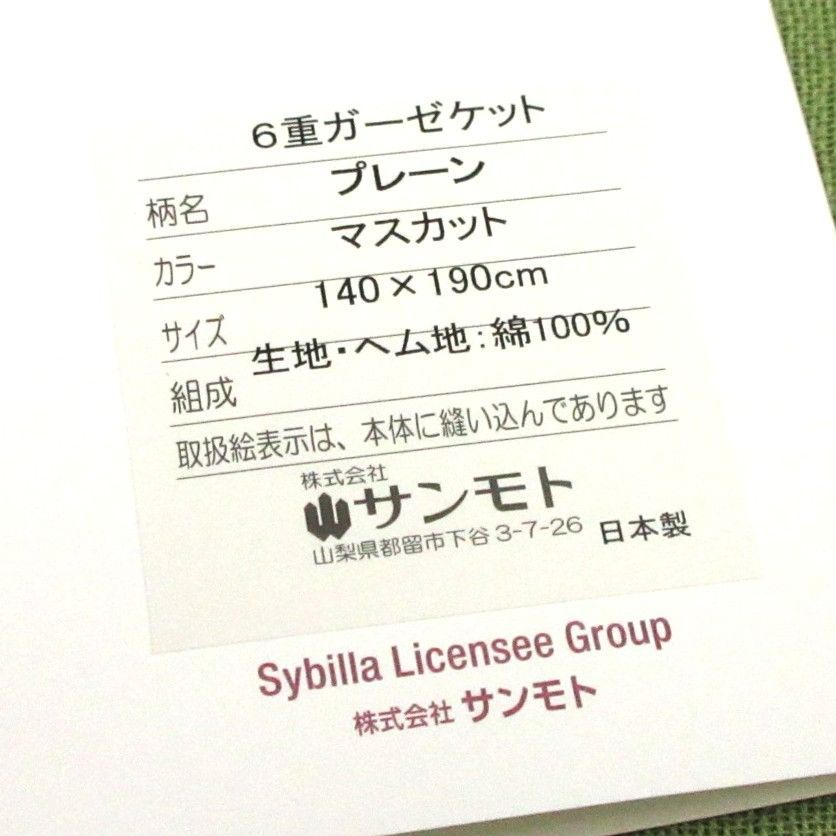 6重ガーゼケット
柄名 プレーン
カラー マスカット
サイズ 140×190cm
組成 生地・ヘム地：綿100%
取扱絵表示は、本体に縫い込んであります
株式会社
サンモト
山梨県都留市下谷 3-7-26 日本製
Sybilla Licensee Group
株式会社 サンモト